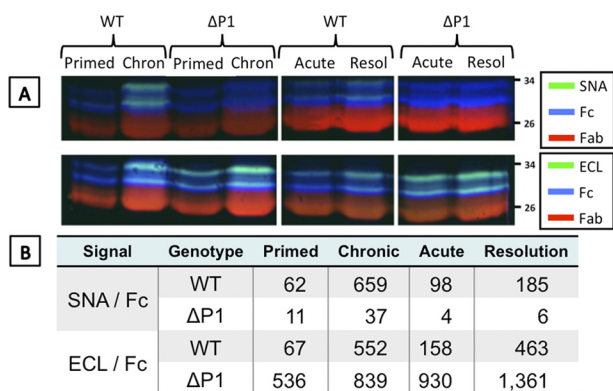 WT ΔP1 WT ΔP1
Primed Chron Primed Chron Acute Resol Acute Resol
A
34
26
SNA
Fc
Fab
34
26
ECL
Fc
Fab
B
Signal Genotype Primed Chronic Acute Resolution
SNA / Fc WT 62 659 98 185
ΔP1 11 37 4 6
ECL / Fc WT 67 552 158 463
ΔP1 536 839 930 1,361